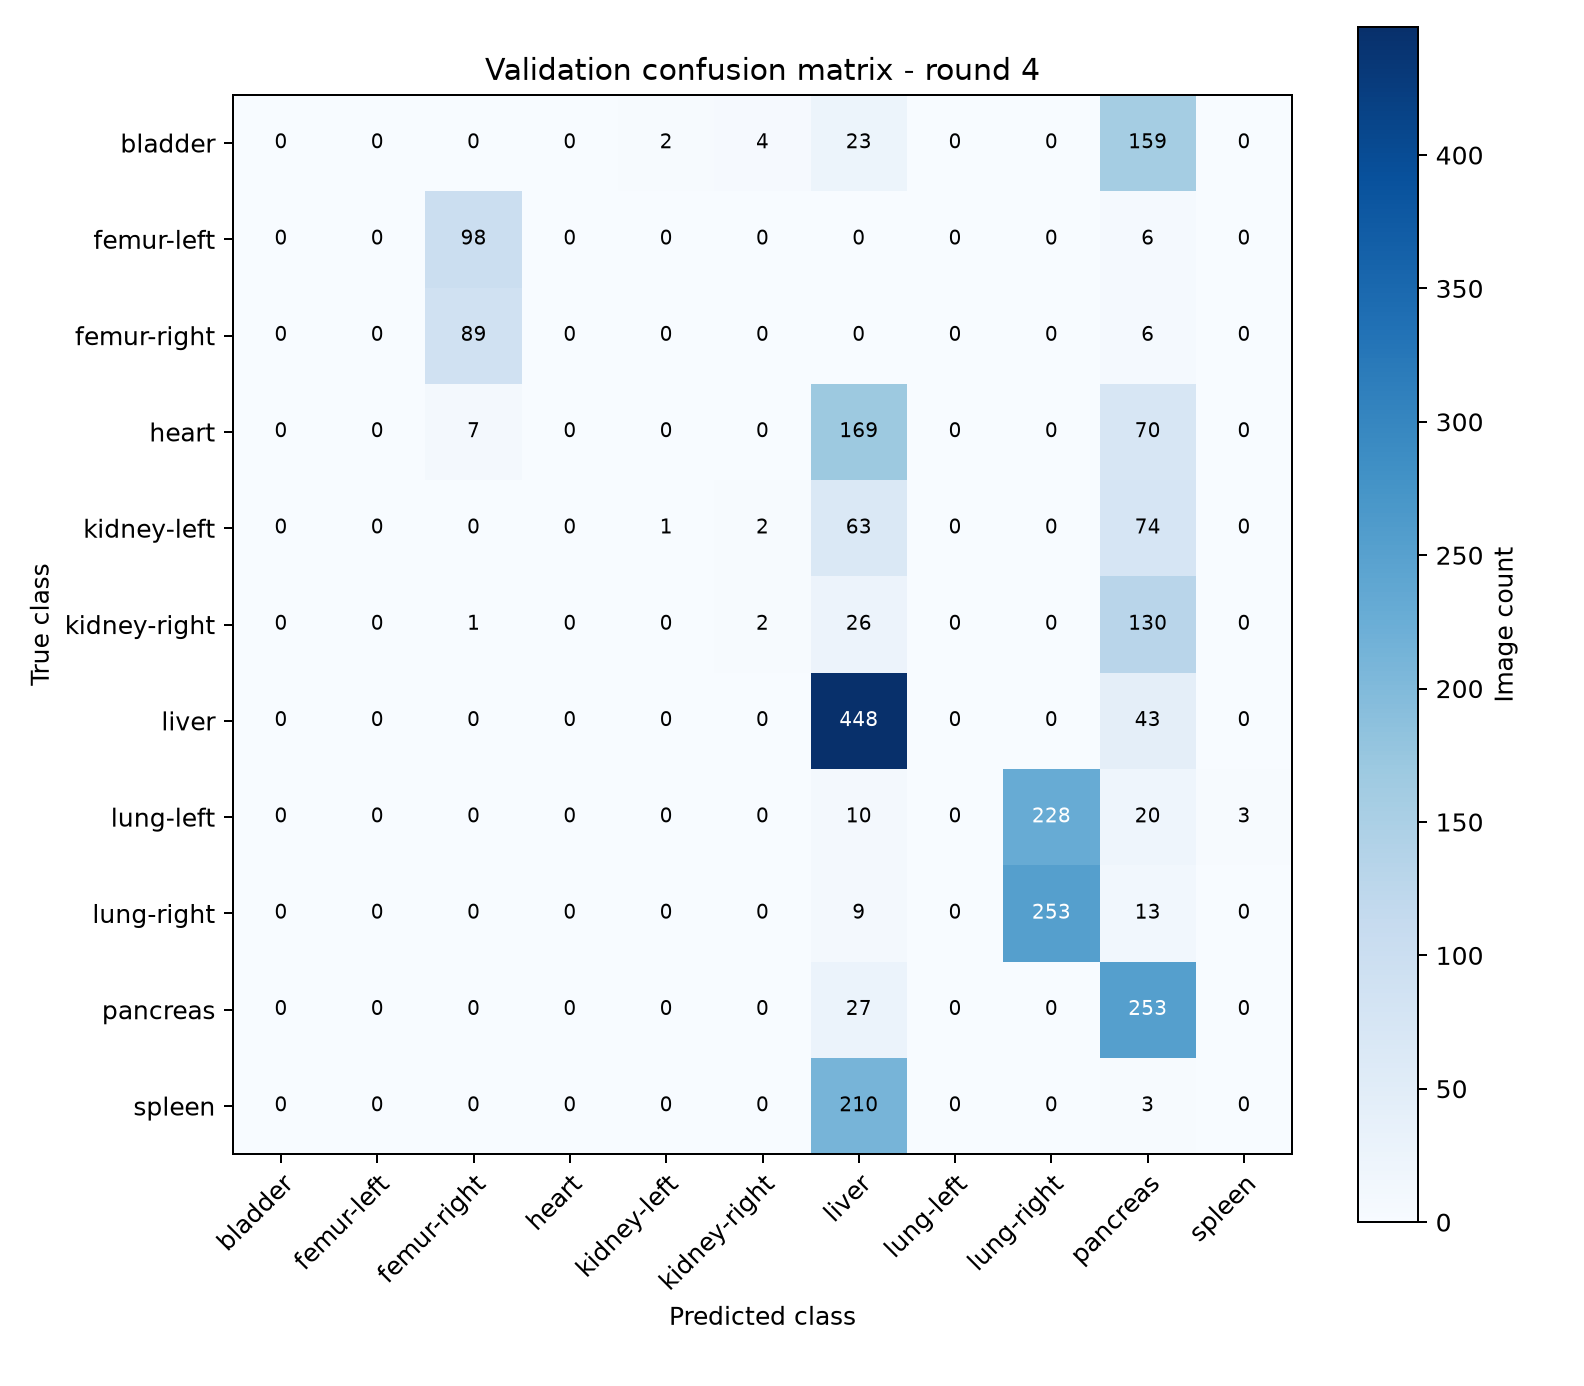 Validation confusion matrix - round 4
True class
bladder 0 0 0 0 2 4 23 0 0 159 0
femur-left 0 0 98 0 0 0 0 0 0 6 0
femur-right 0 0 89 0 0 0 0 0 0 6 0
heart 0 0 7 0 0 0 169 0 0 70 0
kidney-left 0 0 0 0 1 2 63 0 0 74 0
kidney-right 0 0 1 0 0 2 26 0 0 130 0
liver 0 0 0 0 0 0 448 0 0 43 0
lung-left 0 0 0 0 0 0 10 0 228 20 3
lung-right 0 0 0 0 0 0 9 0 253 13 0
pancreas 0 0 0 0 0 0 27 0 0 253 0
spleen 0 0 0 0 0 0 210 0 0 3 0
bladder femur-left femur-right heart kidney-left kidney-right liver lung-left lung-right pancreas spleen
Predicted class
400
350
300
250
200
150
100
50
0
Image count